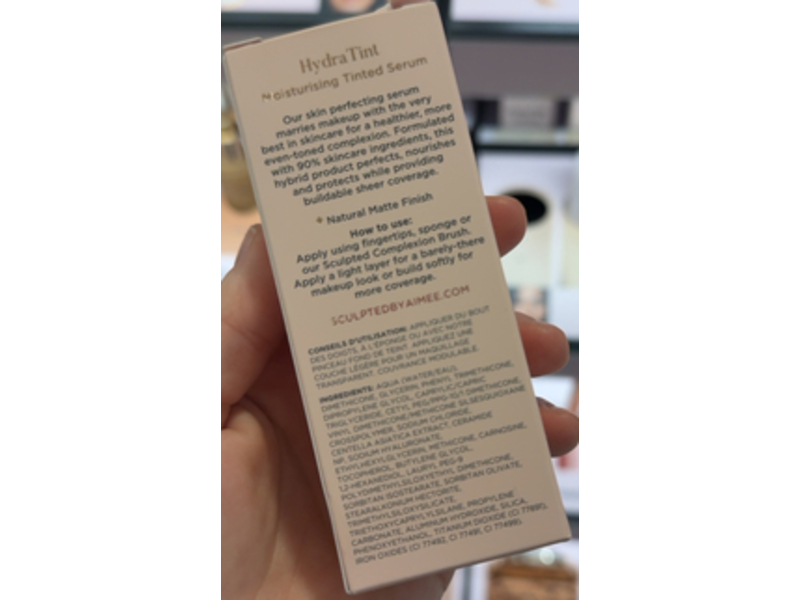 HydraTint
Moisturising Tinted Serum
Our skin perfecting serum
marries makeup with the very
best in skincare for a healthier, more
even-toned complexion. Formulated
with 90% skincare ingredients, this
hybrid product perfects, nourishes
and protects while providing
buildable sheer coverage.
Natural Matte Finish
How to use:
Apply using fingertips, sponge or
our Sculpted Complexion Brush.
Apply a light layer for a barely-there
makeup look or build softly for
more coverage.
SCULPTEDBYAIMEE.COM
CONSEILS D'UTILISATION: APPLIQUER DU BOUT
DES DOIGTS, À L'ÉPONGE OU AVEC NOTRE
PINCEAU FOND DE TEINT. APPLIQUEZ UNE
COUCHE LÉGÈRE POUR UN MAQUILLAGE
TRANSPARENT. COUVRANCE MODULABLE.
INGREDIENTS: AQUA (WATER/EAU),
DIMETHICONE, GLYCERIN, PHENYL TRIMETHICONE,
DIPROPYLENE GLYCOL, CAPRYLIC/CAPRIC
TRIGLYCERIDE, CETYL PEG/PPG-10/1 DIMETHICONE,
VINYL DIMETHICONE/METHICONE SILSESQUIOXANE
CROSSPOLYMER, SODIUM CHLORIDE,
CENTELLA ASIATICA EXTRACT, CERAMIDE
NP, SODIUM HYALURONATE,
ETHYLHEXYLGLYCERIN, METHICONE, CARNOSINE,
TOCOPHEROL, BUTYLENE GLYCOL,
1,2-HEXANEDIOL, LAURYL PEG-9
POLYDIMETHYLSILOXYETHYL DIMETHICONE,
SORBITAN ISOSTEARATE, SORBITAN OLIVATE,
STEARALKONIUM HECTORITE,
TRIMETHYLSILOXYSILICATE,
TRIETHOXYCAPRYLYLSILANE, PROPYLENE
CARBONATE, ALUMINUM HYDROXIDE, SILICA,
PHENOXYETHANOL, TITANIUM DIOXIDE (CI 77891),
IRON OXIDES (CI 77492, CI 77491, CI 77499).